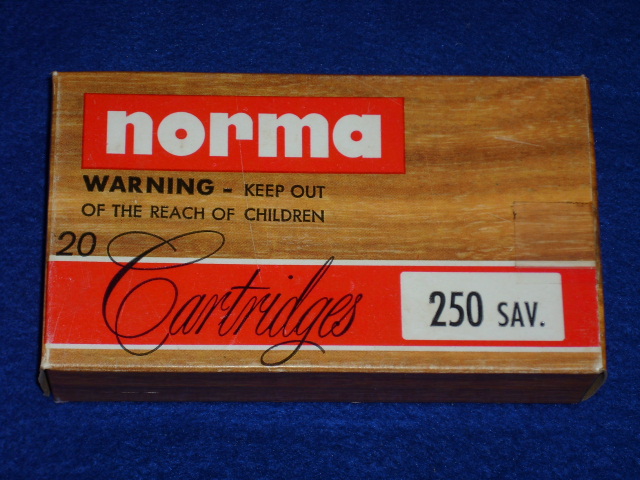 norma
WARNING - KEEP OUT
OF THE REACH OF CHILDREN
20 Cartridges
250 SAV.